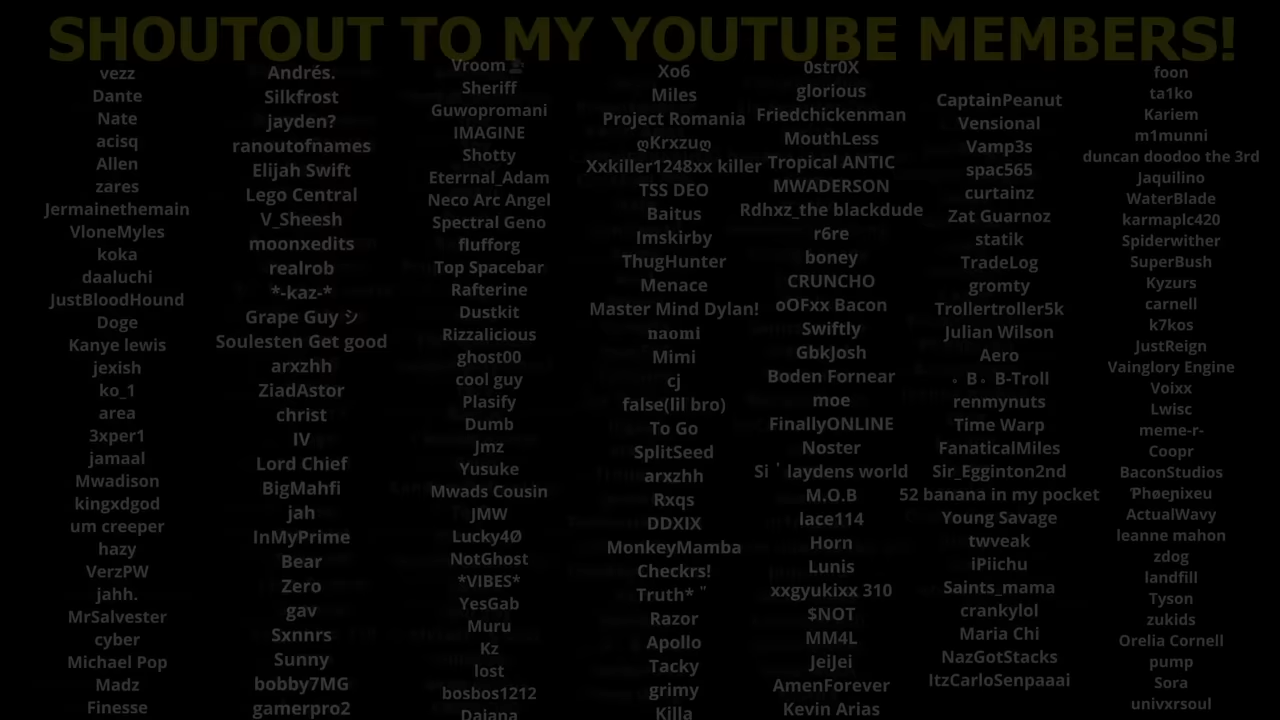 SHOUTOUT TO MY YOUTUBE MEMBERS!
vezz
Dante
Nate
acisq
Allen
zares
Jermainethemain
VloneMyles
koka
daaluchi
JustBloodHound
Doge
Kanye lewis
jexish
ko_1
area
3xper1
jamaal
Mwadison
kingxdgod
um creeper
hazy
VerzPW
jahh.
MrSalvester
cyber
Michael Pop
Madz
Finesse
Andrés.
Silkfrost
jayden?
ranoutofnames
Elijah Swift
Lego Central
V_Sheesh
moonxedits
realrob
*-kaz-*
Grape Guy シ
Soulesten Get good
arxzhh
ZiadAstor
christ
IV
Lord Chief
BigMahfi
jah
InMyPrime
Bear
Zero
gav
Sxnnrs
Sunny
bobby7MG
gamerpro2
Vroom
Sheriff
Guwopromani
IMAGINE
Shotty
Eterrnal_Adam
Neco Arc Angel
Spectral Geno
flufforg
Top Spacebar
Rafterine
Dustkit
Rizzalicious
ghost00
cool guy
Plasify
Dumb
Jmz
Yusuke
Mwads Cousin
JMW
Lucky4Ø
NotGhost
*VIBES*
YesGab
Muru
Kz
lost
bosbos1212
Daiana
Xo6
Miles
Project Romania
ღKrxzuღ
Xxkiller1248xx killer
TSS DEO
Baitus
Imskirby
ThugHunter
Menace
Master Mind Dylan!
naomi
Mimi
cj
false(lil bro)
To Go
SplitSeed
arxzhh
Rxqs
DDXIX
MonkeyMamba
Checkrs!
Truth* "
Razor
Apollo
Tacky
grimy
Killa
0str0X
glorious
Friedchickenman
MouthLess
Tropical ANTIC
MWADERSON
Rdhxz_the blackdude
r6re
boney
CRUNCHO
oOFxx Bacon
Swiftly
GbkJosh
Boden Fornear
moe
FinallyONLINE
Noster
Si ' laydens world
M.O.B
lace114
Horn
Lunis
xxgyukixx 310
$NOT
MM4L
JeiJei
AmenForever
Kevin Arias
CaptainPeanut
Vensional
Vamp3s
spac565
curtainz
Zat Guarnoz
statik
TradeLog
gromty
Trollertroller5k
Julian Wilson
Aero
。B。B-Troll
renmynuts
Time Warp
FanaticalMiles
Sir_Egginton2nd
52 banana in my pocket
Young Savage
twveak
iPiichu
Saints_mama
crankylol
Maria Chi
NazGotStacks
ItzCarloSenpaaai
foon
ta1ko
Kariem
m1munni
duncan doodoo the 3rd
Jaquilino
WaterBlade
karmaplc420
Spiderwither
SuperBush
Kyzurs
carnell
k7kos
JustReign
Vainglory Engine
Voixx
Lwisc
meme-r-
Coopr
BaconStudios
Ƥhøeņixeu
ActualWavy
leanne mahon
zdog
landfill
Tyson
zukids
Orelia Cornell
pump
Sora
univxrsoul